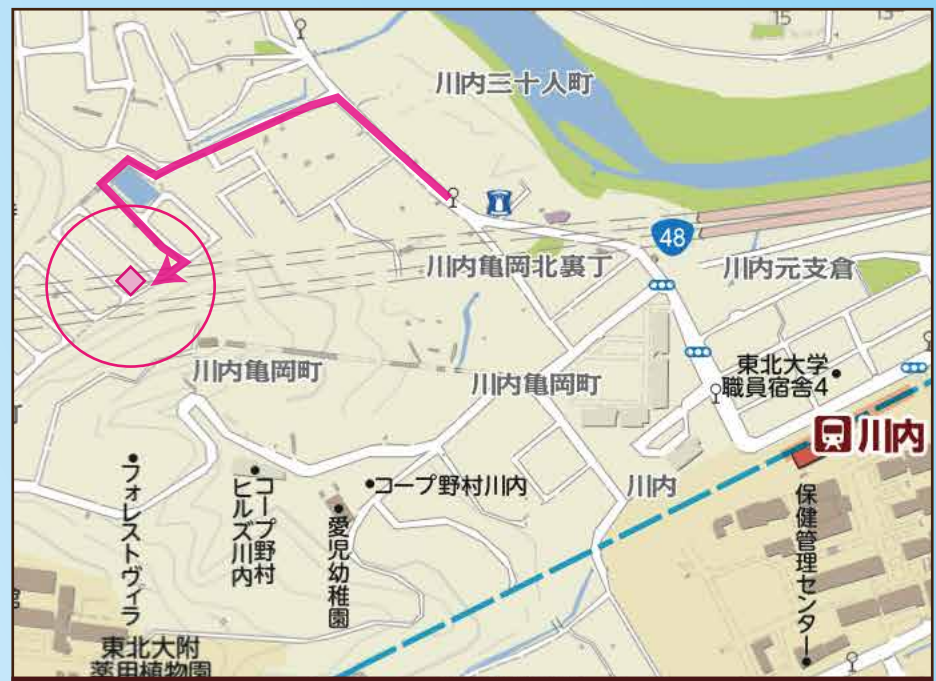 15
川内三十人町
48
川内亀岡北裏丁
川内元支倉
川内亀岡町
川内亀岡町
東北大学
職員宿舎4
川内
川内
コープ野村川内
フォレストヴィラ
コープ野村
ヒルズ川内
愛児幼稚園
保健管理センター
東北大附
薬用植物園